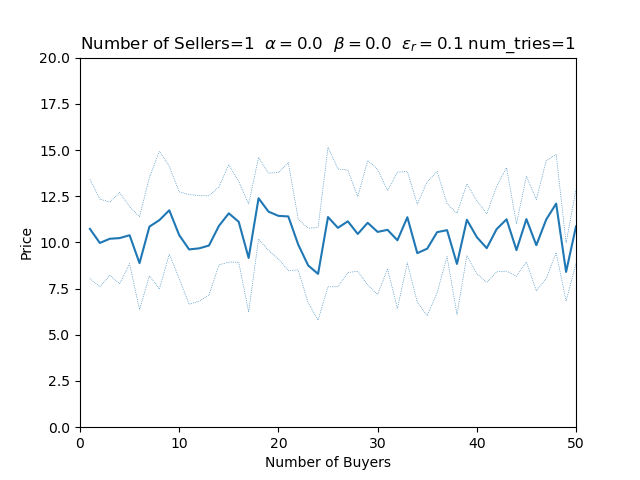 Number of Sellers=1 α = 0.0 β = 0.0 εr = 0.1 num_tries=1
20.0
17.5
15.0
12.5
10.0
7.5
5.0
2.5
0.0
Price
0 10 20 30 40 50
Number of Buyers